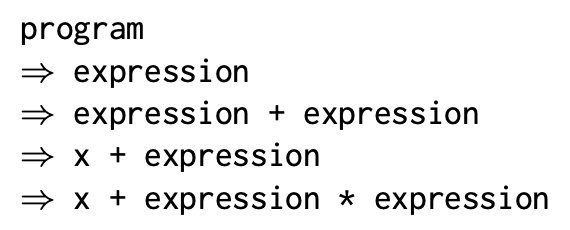 program
⇒ expression
⇒ expression + expression
⇒ x + expression
⇒ x + expression * expression